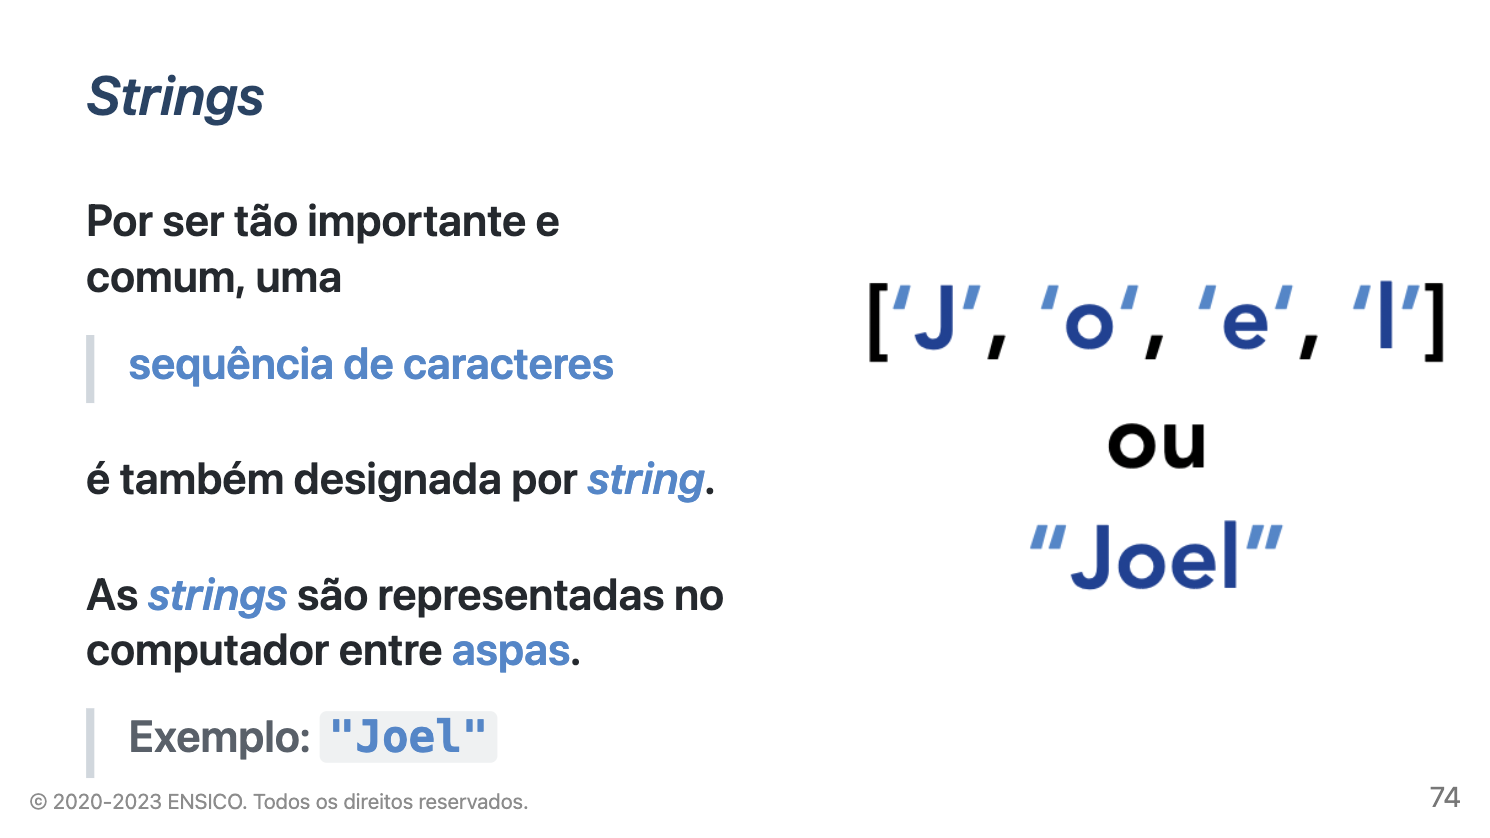 Strings
Por ser tão importante e
comum, uma
sequência de caracteres
é também designada por string.
As strings são representadas no
computador entre aspas.
Exemplo: "Joel"
[‘J’, ‘o‘, ‘e‘, ‘l’]
ou
“Joel”
© 2020-2023 ENSICO. Todos os direitos reservados.
74